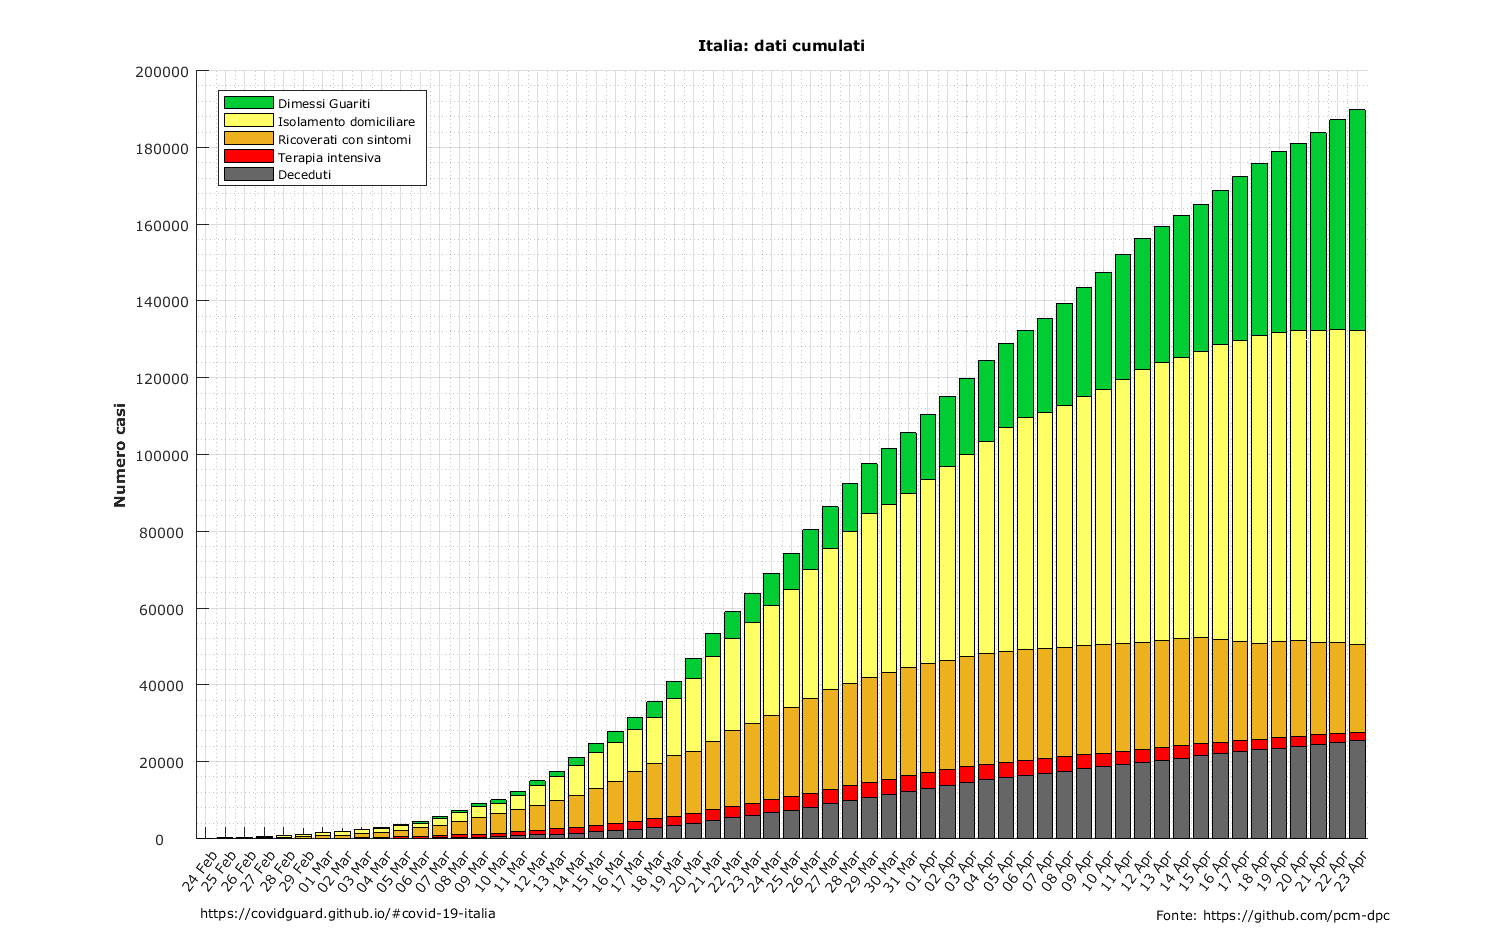 Italia: dati cumulati
200000
180000
160000
140000
120000
100000
80000
60000
40000
20000
0
Numero casi
Dimessi Guariti
Isolamento domiciliare
Ricoverati con sintomi
Terapia intensiva
Deceduti
24 Feb
25 Feb
26 Feb
27 Feb
28 Feb
29 Feb
01 Mar
02 Mar
03 Mar
04 Mar
05 Mar
06 Mar
07 Mar
08 Mar
09 Mar
10 Mar
11 Mar
12 Mar
13 Mar
14 Mar
15 Mar
16 Mar
17 Mar
18 Mar
19 Mar
20 Mar
21 Mar
22 Mar
23 Mar
24 Mar
25 Mar
26 Mar
27 Mar
28 Mar
29 Mar
30 Mar
31 Mar
01 Apr
02 Apr
03 Apr
04 Apr
05 Apr
06 Apr
07 Apr
08 Apr
09 Apr
10 Apr
11 Apr
12 Apr
13 Apr
14 Apr
15 Apr
16 Apr
17 Apr
18 Apr
19 Apr
20 Apr
21 Apr
22 Apr
23 Apr
https://covidguard.github.io/#covid-19-italia
Fonte: https://github.com/pcm-dpc